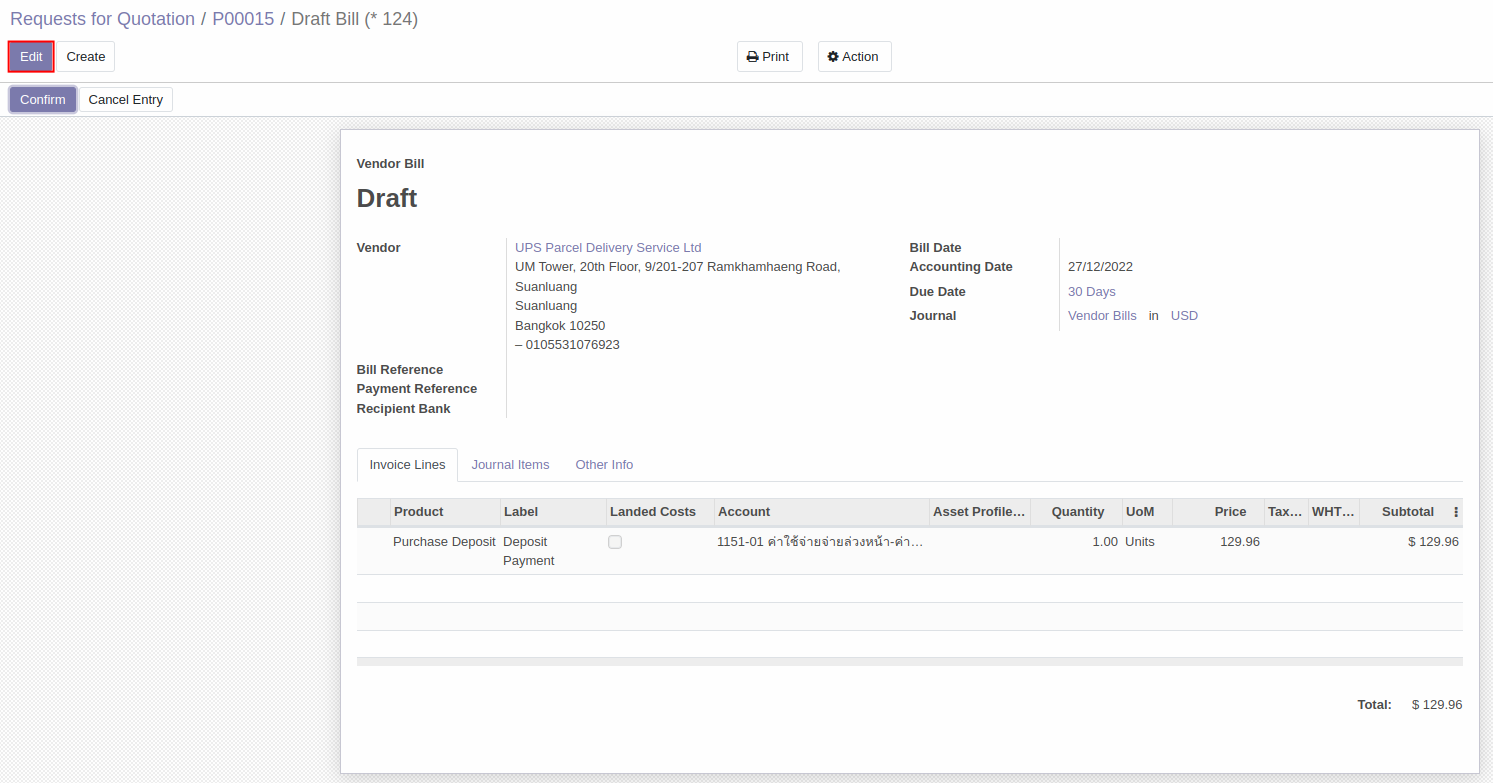 Requests for Quotation / P00015 / Draft Bill (* 124)
Edit Create Print Action
Confirm Cancel Entry
Vendor Bill
Draft
Vendor UPS Parcel Delivery Service Ltd
UM Tower, 20th Floor, 9/201-207 Ramkhamhaeng Road,
Suanluang
Suanluang
Bangkok 10250
– 0105531076923
Bill Reference
Payment Reference
Recipient Bank
Bill Date
Accounting Date 27/12/2022
Due Date 30 Days
Journal Vendor Bills in USD
Invoice Lines Journal Items Other Info
Product Label Landed Costs Account Asset Profile... Quantity UoM Price Tax... WHT... Subtotal
Purchase Deposit Deposit 1151-01 ค่าใช้จ่ายจ่ายล่วงหน้า-ค่า... 1.00 Units 129.96 $ 129.96
Payment
Total: $ 129.96